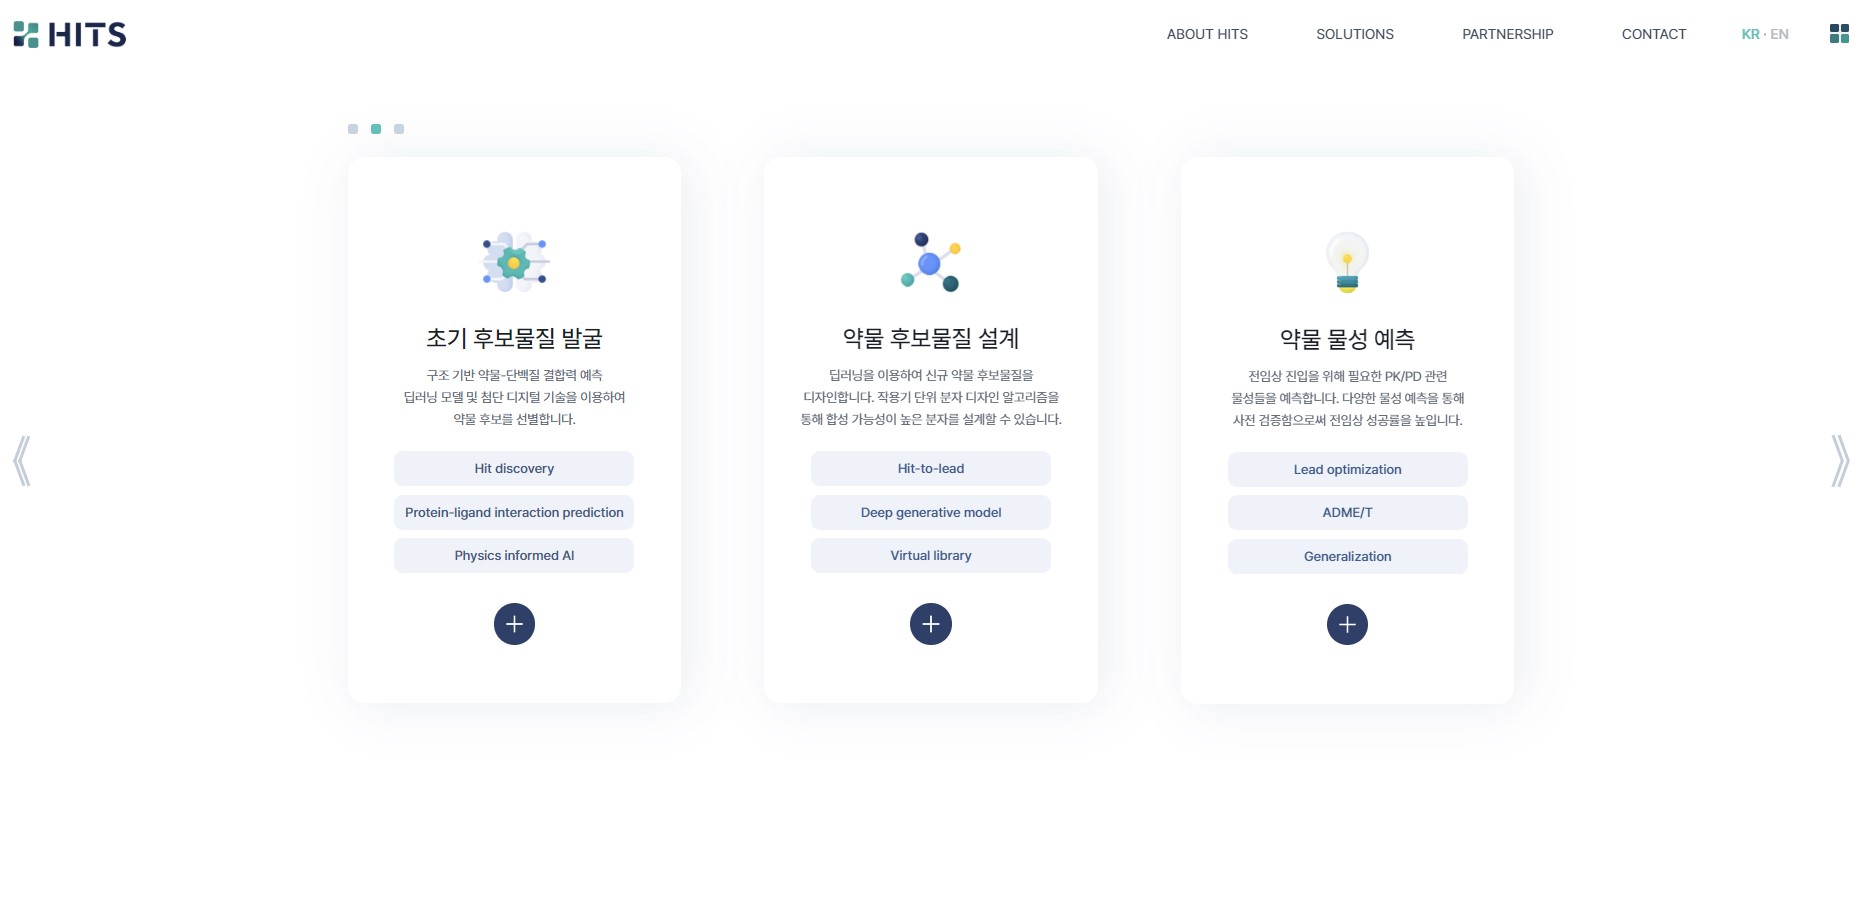 HITS
ABOUT HITS
SOLUTIONS
PARTNERSHIP
CONTACT
KR · EN
초기 후보물질 발굴
구조 기반 약물-단백질 결합력 예측
딥러닝 모델 및 첨단 디지털 기술을 이용하여
약물 후보를 선별합니다.
Hit discovery
Protein-ligand interaction prediction
Physics informed AI
약물 후보물질 설계
딥러닝을 이용하여 신규 약물 후보물질을
디자인합니다. 작용기 단위 분자 디자인 알고리즘을
통해 합성 가능성이 높은 분자를 설계할 수 있습니다.
Hit-to-lead
Deep generative model
Virtual library
약물 물성 예측
전임상 진입을 위해 필요한 PK/PD 관련
물성들을 예측합니다. 다양한 물성 예측을 통해
사전 검증함으로써 전임상 성공률을 높입니다.
Lead optimization
ADME/T
Generalization